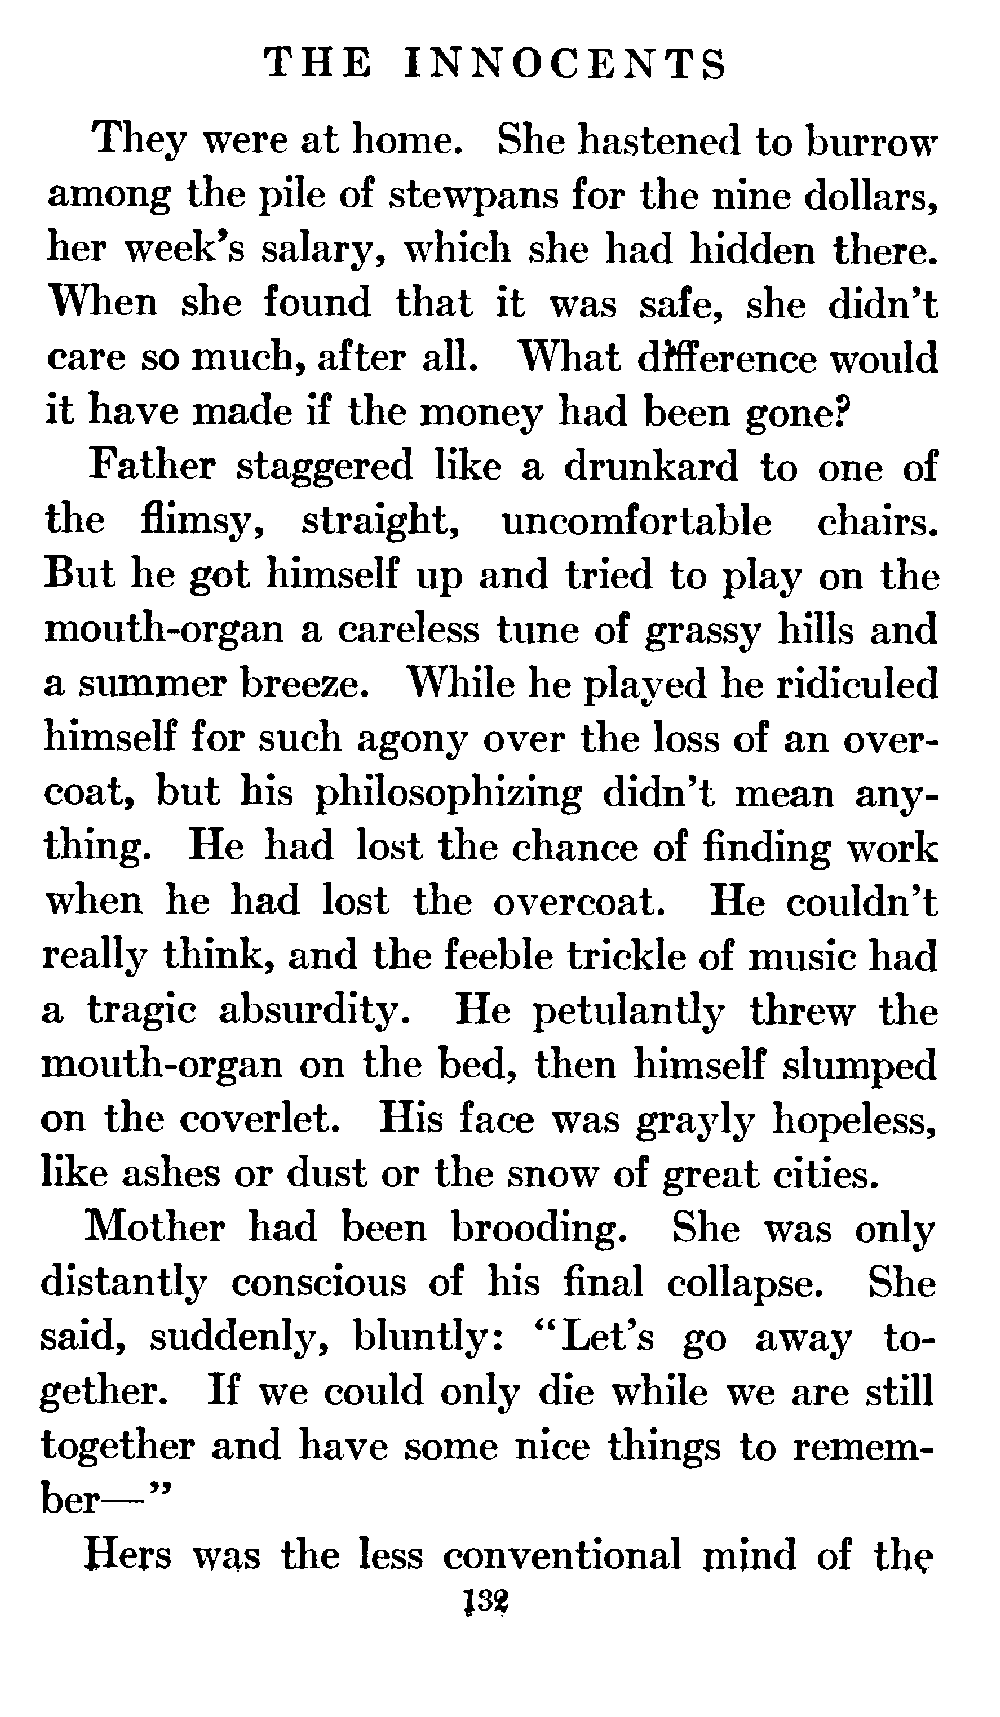 THE INNOCENTS
They were at home. She hastened to burrow
among the pile of stewpans for the nine dollars,
her week's salary, which she had hidden there.
When she found that it was safe, she didn't
care so much, after all. What difference would
it have made if the money had been gone?
Father staggered like a drunkard to one of
the flimsy, straight, uncomfortable chairs.
But he got himself up and tried to play on the
mouth-organ a careless tune of grassy hills and
a summer breeze. While he played he ridiculed
himself for such agony over the loss of an over-
coat, but his philosophizing didn't mean any-
thing. He had lost the chance of finding work
when he had lost the overcoat. He couldn't
really think, and the feeble trickle of music had
a tragic absurdity. He petulantly threw the
mouth-organ on the bed, then himself slumped
on the coverlet. His face was grayly hopeless,
like ashes or dust or the snow of great cities.
Mother had been brooding. She was only
distantly conscious of his final collapse. She
said, suddenly, bluntly: "Let's go away to-
gether. If we could only die while we are still
together and have some nice things to remem-
ber—"
Hers was the less conventional mind of the
132